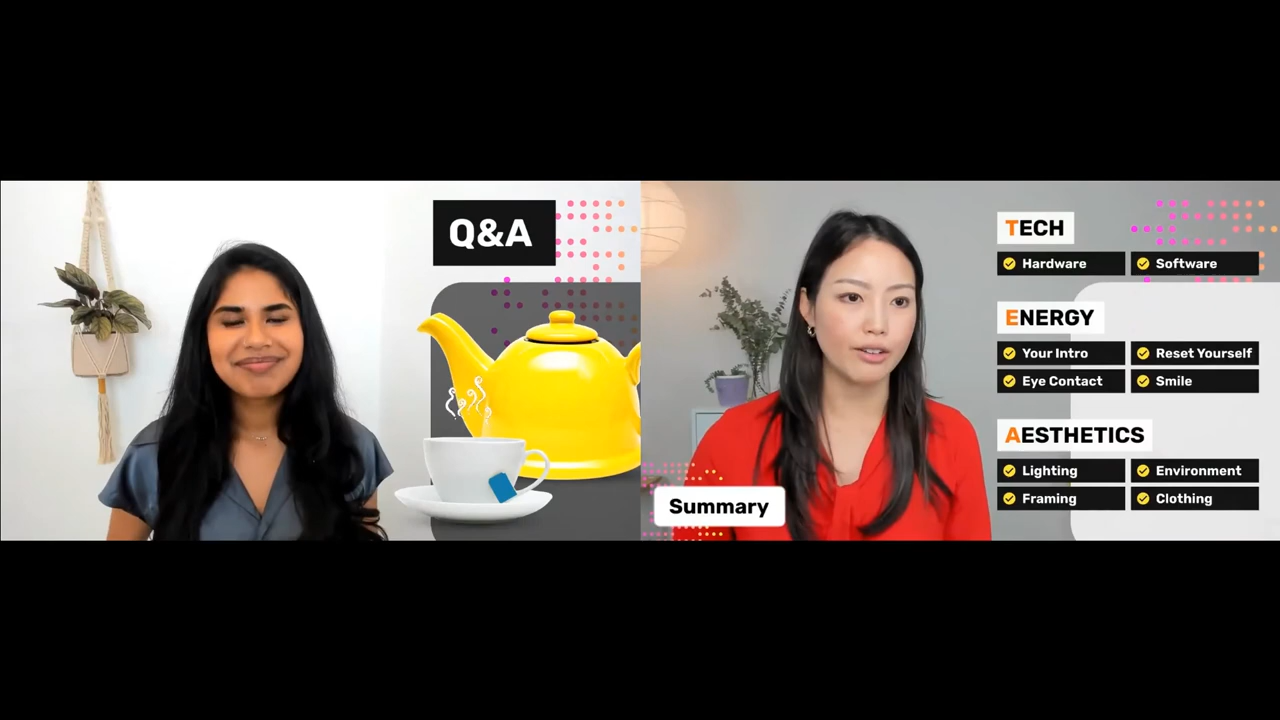 Q&A
TECH
Hardware
Software
ENERGY
Your Intro
Reset Yourself
Eye Contact
Smile
AESTHETICS
Lighting
Environment
Framing
Clothing
Summary